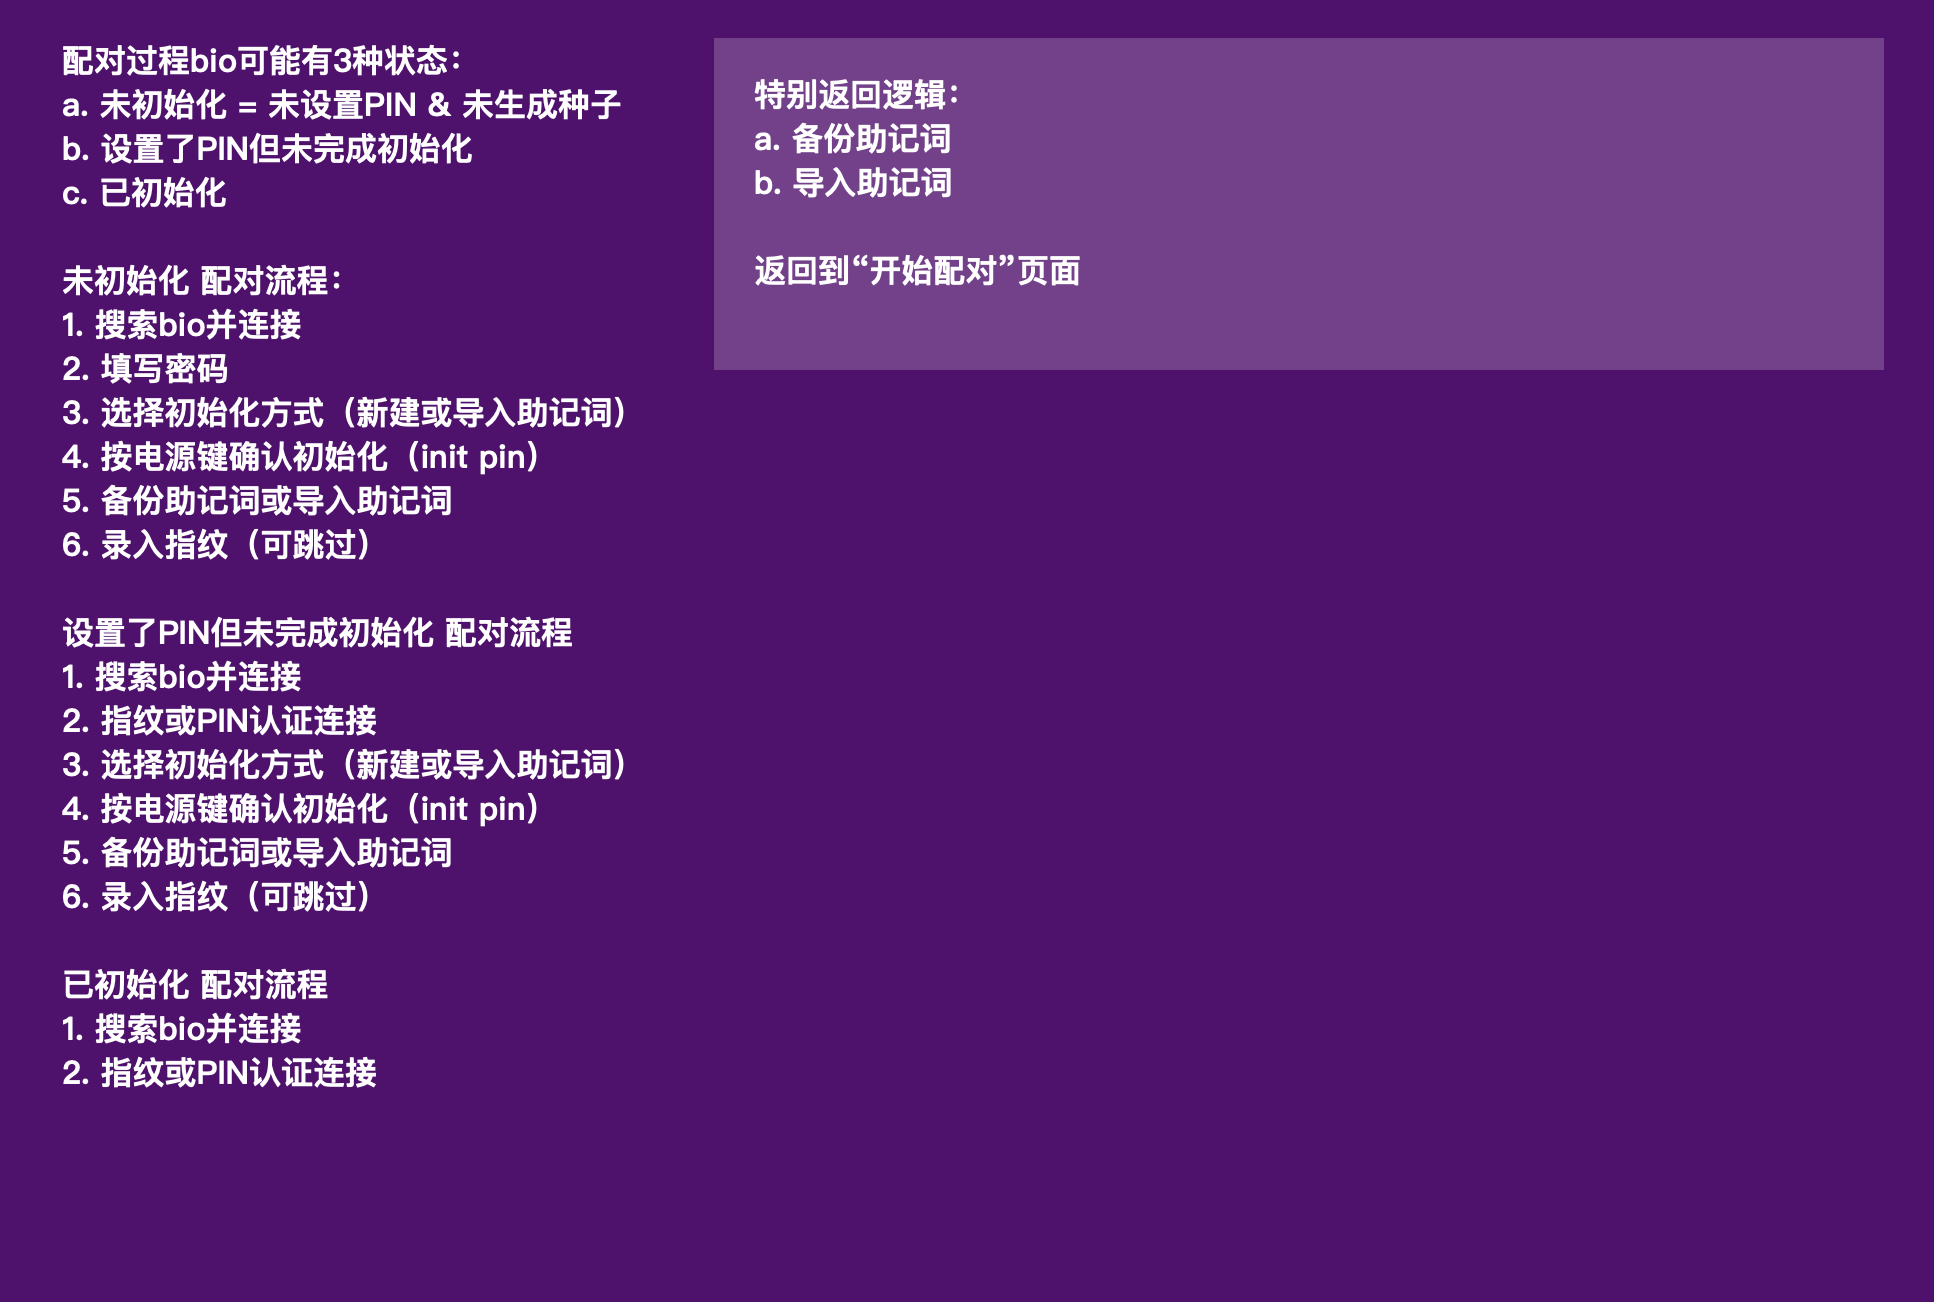 配对过程bio可能有3种状态：
a. 未初始化 = 未设置PIN & 未生成种子
b. 设置了PIN但未完成初始化
c. 已初始化
未初始化 配对流程：
1. 搜索bio并连接
2. 填写密码
3. 选择初始化方式（新建或导入助记词）
4. 按电源键确认初始化（init pin）
5. 备份助记词或导入助记词
6. 录入指纹（可跳过）
设置了PIN但未完成初始化 配对流程
1. 搜索bio并连接
2. 指纹或PIN认证连接
3. 选择初始化方式（新建或导入助记词）
4. 按电源键确认初始化（init pin）
5. 备份助记词或导入助记词
6. 录入指纹（可跳过）
已初始化 配对流程
1. 搜索bio并连接
2. 指纹或PIN认证连接
特别返回逻辑：
a. 备份助记词
b. 导入助记词
返回到“开始配对”页面